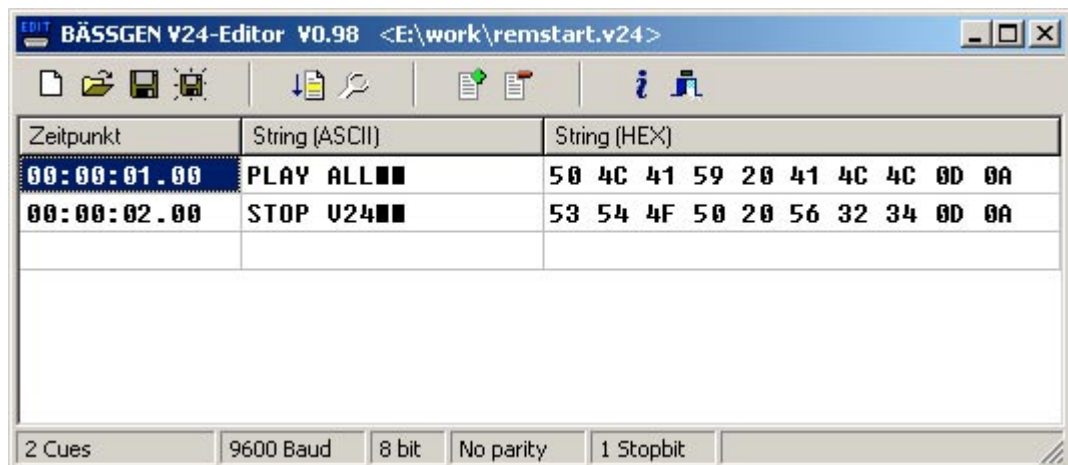 EDIT BÄSSGEN V24-Editor V0.98 <E:\work\remstart.v24>
Zeitpunkt String (ASCII) String (HEX)
00:00:01.00 PLAY ALL■■ 50 4C 41 59 20 41 4C 4C 0D 0A
00:00:02.00 STOP V24■■ 53 54 4F 50 20 56 32 34 0D 0A
2 Cues 9600 Baud 8 bit No parity 1 Stopbit